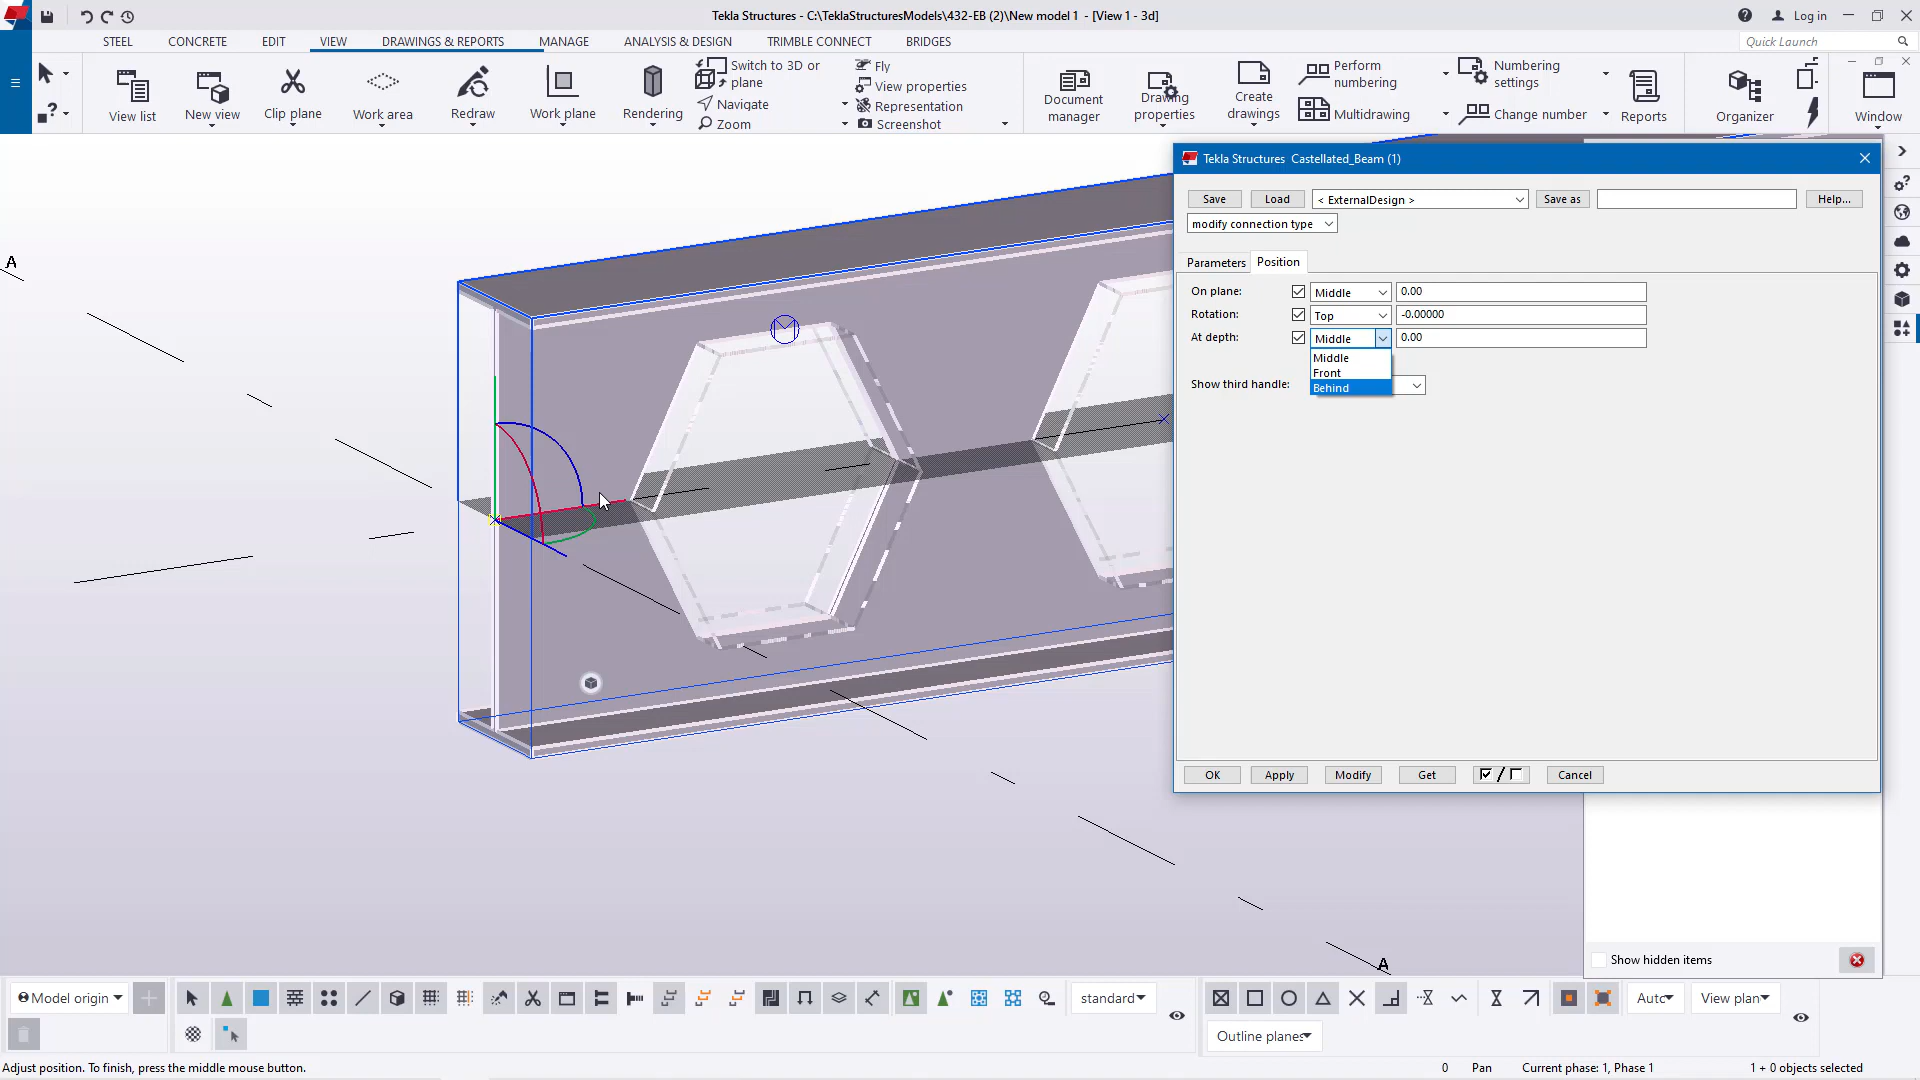 Tekla Structures - C:\TeklaStructuresModels\432-EB (2)\New model 1 - [View 1 - 3d]
Log in
STEEL
CONCRETE
EDIT
VIEW
DRAWINGS & REPORTS
MANAGE
ANALYSIS & DESIGN
TRIMBLE CONNECT
BRIDGES
Quick Launch
View list
New view
Clip plane
Work area
Redraw
Work plane
Rendering
Switch to 3D or
plane
Navigate
Zoom
Fly
View properties
Representation
Screenshot
Document
manager
Drawing
properties
Create
drawings
Perform
numbering
Multidrawing
Numbering
settings
Change number
Reports
Organizer
Window
Tekla Structures Castellated_Beam (1)
Save
Load
< ExternalDesign >
Save as
Help...
modify connection type
Parameters
Position
On plane:
Middle
0.00
Rotation:
Top
-0.00000
At depth:
Middle
0.00
Middle
Front
Behind
Show third handle:
OK
Apply
Modify
Get
Cancel
A
A
Show hidden items
Model origin
standard
Auto
View plan
Outline planes
Adjust position. To finish, press the middle mouse button.
0
Pan
Current phase: 1, Phase 1
1 + 0 objects selected